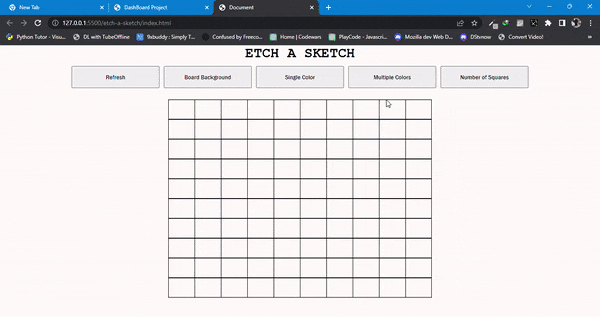 New Tab
DashBoard Project
Document
127.0.0.1:5500/etch-a-sketch/index.html
Python Tutor - Visu...
DL with TubeOffline
9xbuddy : Simply T...
Confused by Freeco...
Home | Codewars
PlayCode - Javascri...
Mozilla dev Web D...
DSitvnow
Convert Video!
ETCH A SKETCH
Refresh
Board Background
Single Color
Multiple Colors
Number of Squares